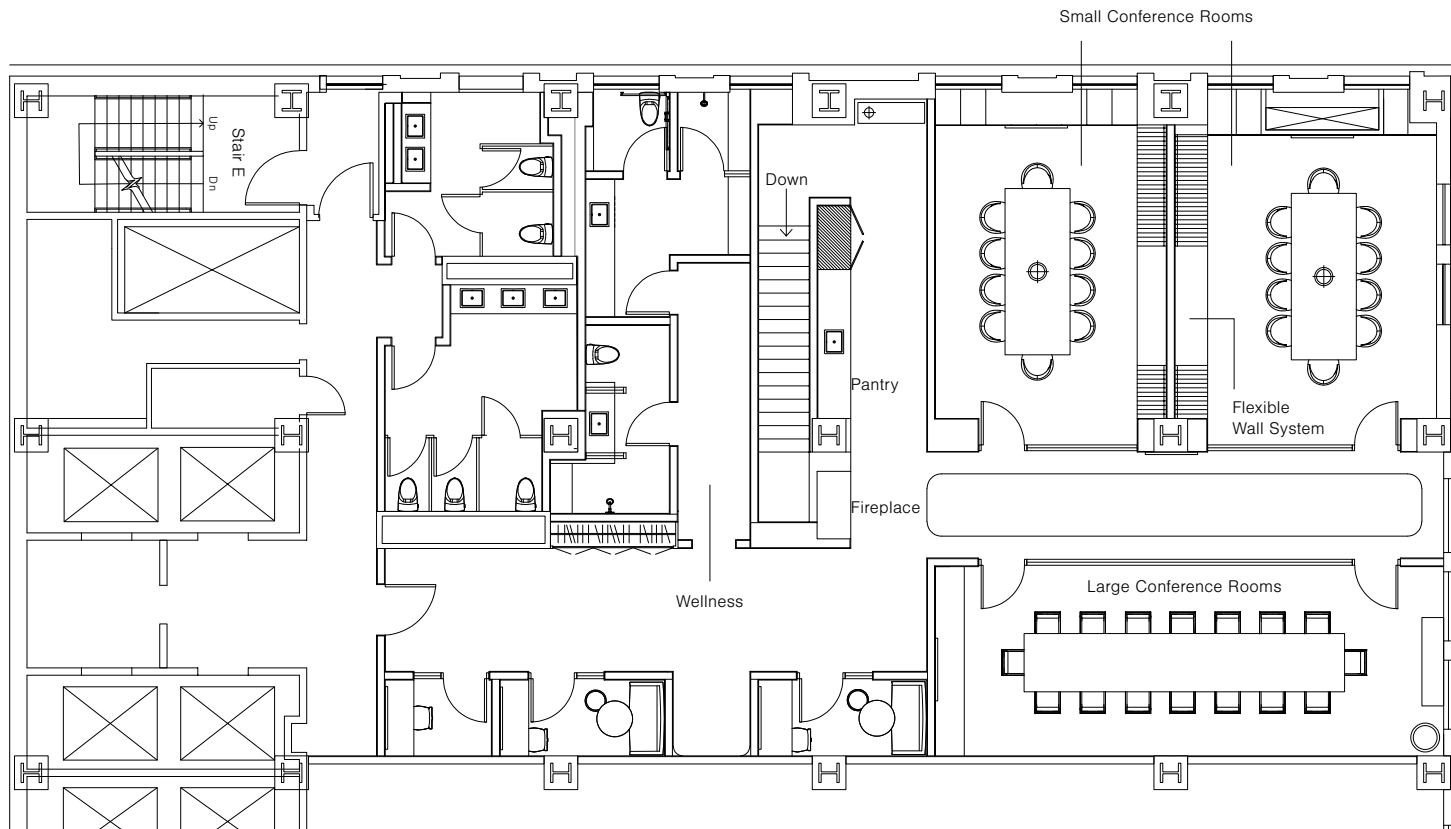 Small Conference Rooms
Up
Stair E
Dn
Down
Pantry
Flexible
Wall System
Fireplace
Large Conference Rooms
Wellness